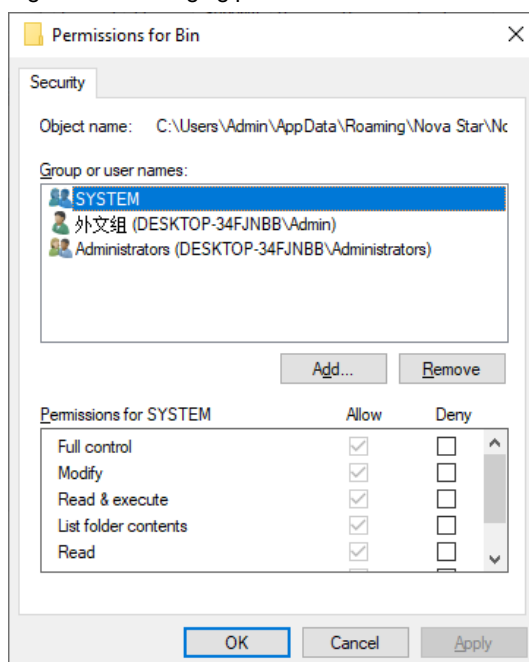 Permissions for Bin
Security
Object name: C:\Users\Admin\AppData\Roaming\Nova Star\Nc
Group or user names:
SYSTEM
外文组 (DESKTOP-34FJNBB\Admin)
Administrators (DESKTOP-34FJNBB\Administrators)
Add... Remove
Permissions for SYSTEM Allow Deny
Full control
Modify
Read & execute
List folder contents
Read
OK Cancel Apply